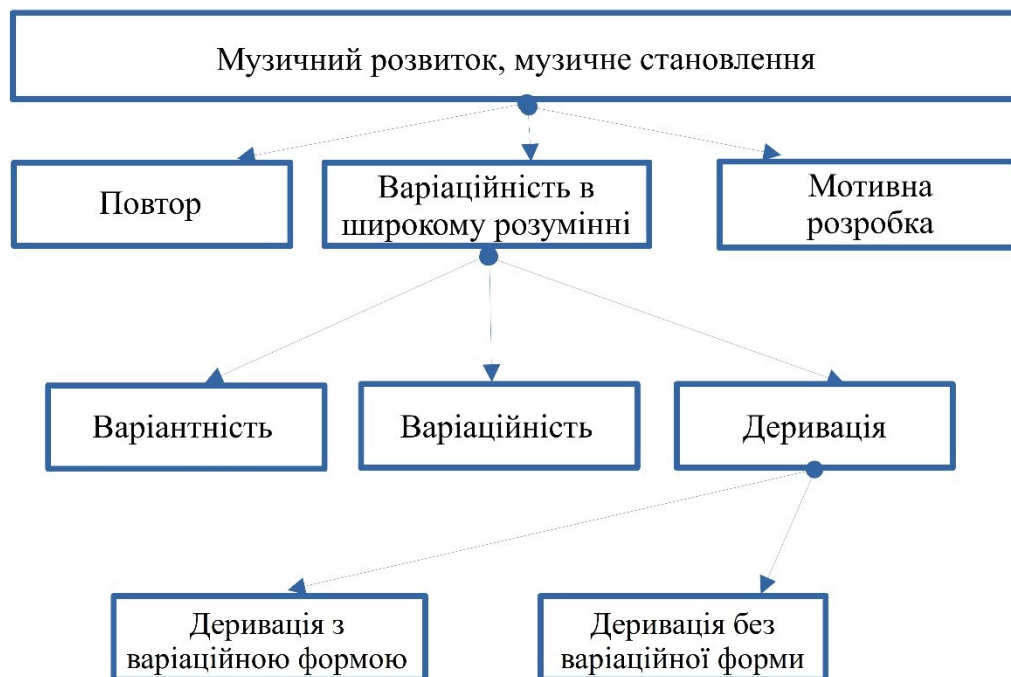 Музичний розвиток, музичне становлення
Повтор
Варіаційність в
широкому розумінні
Мотивна
розробка
Варіантність
Варіаційність
Деривація
Деривація з
варіаційною формою
Деривація без
варіаційної форми